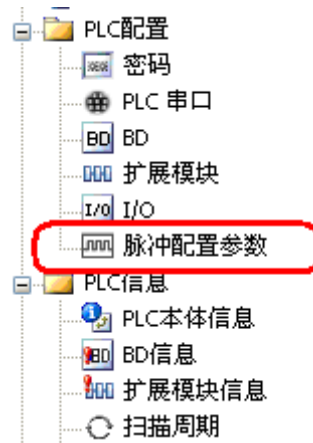 PLC配置
密码
PLC 串口
BD BD
扩展模块
I/O I/O
脉冲配置参数
PLC信息
PLC本体信息
BD BD信息
扩展模块信息
扫描周期